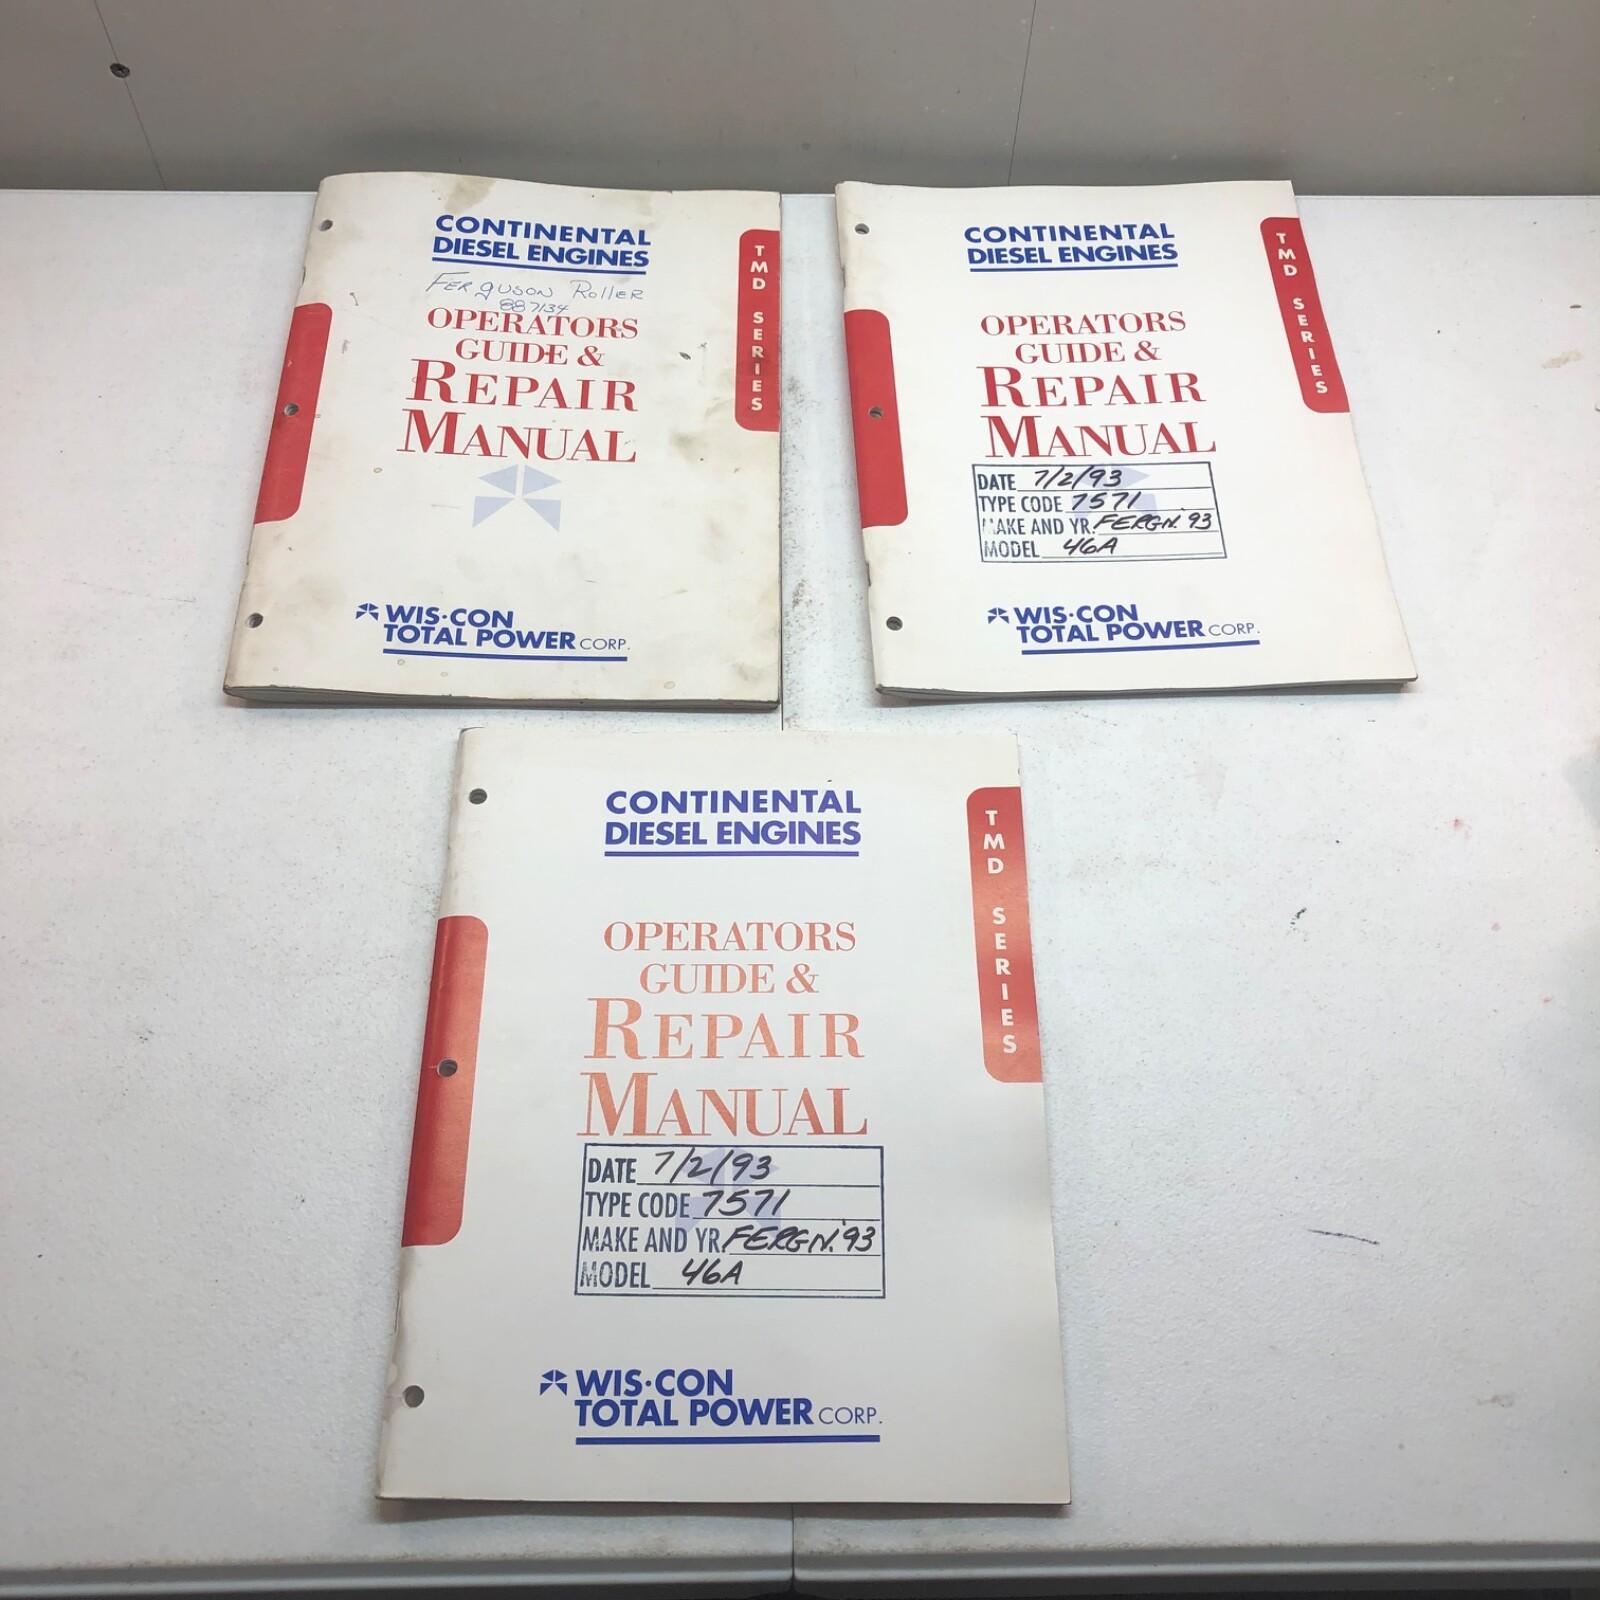 CONTINENTAL
DIESEL ENGINES
FERguson RolleR
887134
OPERATORS
GUIDE &
REPAIR
MANUAL
TMD SERIES
WIS·CON
TOTAL POWER CORP.
CONTINENTAL
DIESEL ENGINES
OPERATORS
GUIDE &
REPAIR
MANUAL
TMD SERIES
DATE 7/2/93
TYPE CODE 7571
MAKE AND YR. FERGN. 93
MODEL 46A
WIS·CON
TOTAL POWER CORP.
CONTINENTAL
DIESEL ENGINES
OPERATORS
GUIDE &
REPAIR
MANUAL
TMD SERIES
DATE 7/2/93
TYPE CODE 7571
MAKE AND YR. FERGN. '93
MODEL 46A
WIS·CON
TOTAL POWER CORP.